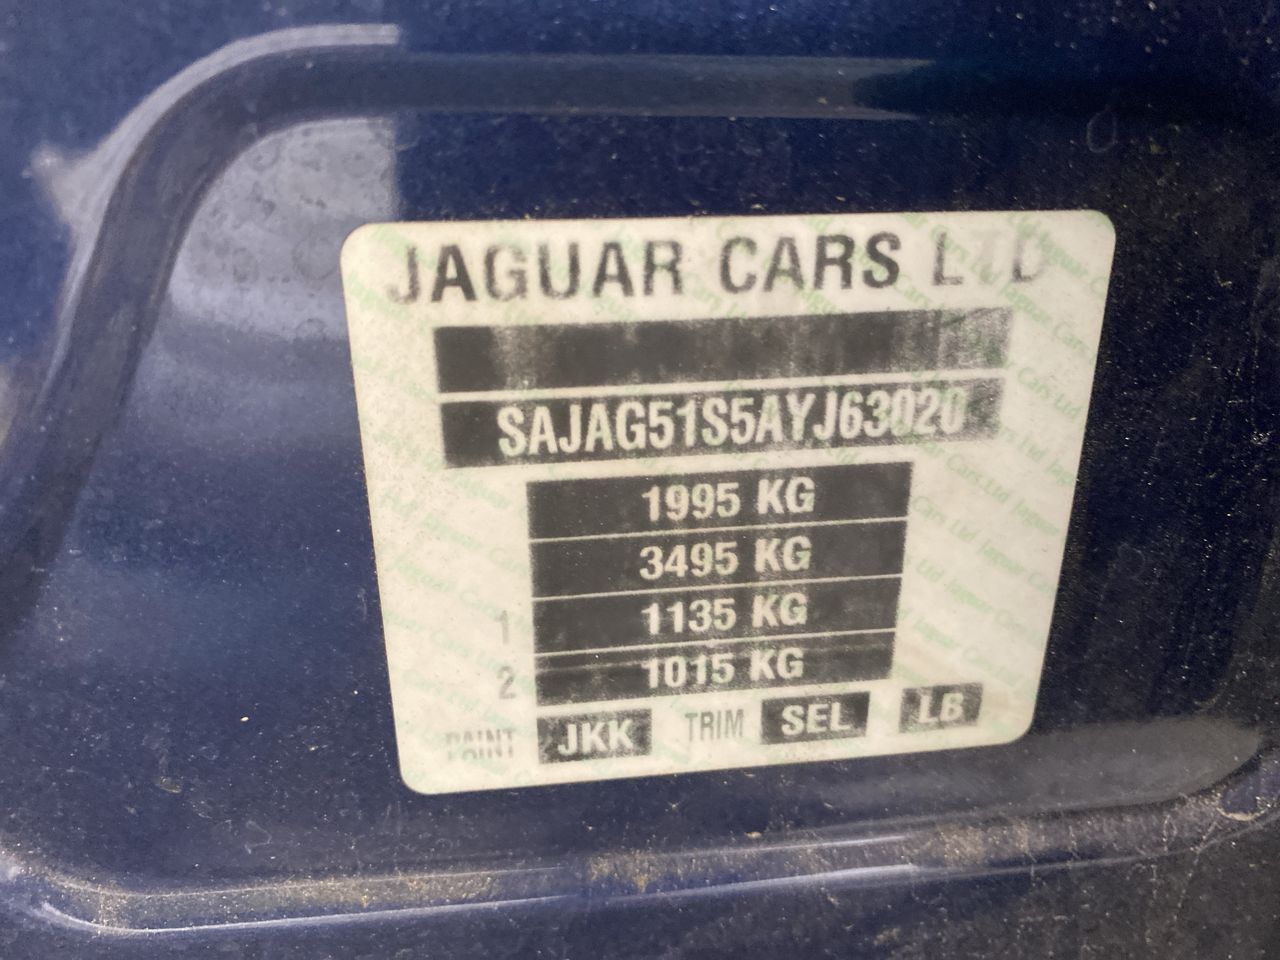 JAGUAR CARS LTD
SAJAG51S5AYJ63020
1995 KG
3495 KG
1 1135 KG
2 1015 KG
PAINT JKK TRIM SEL LB